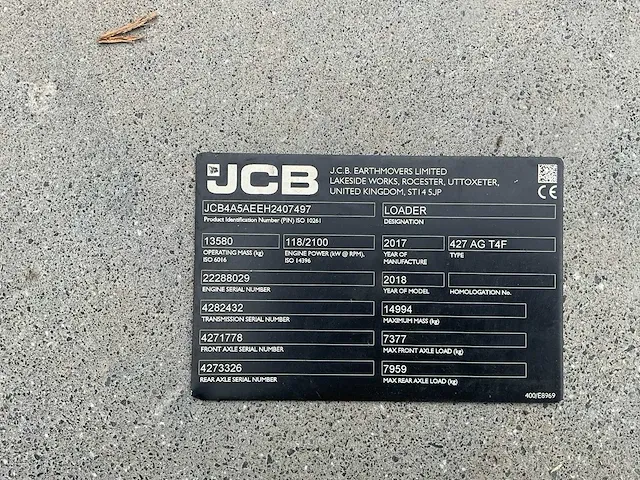 JCB
J.C.B. EARTHMOVERS LIMITED
LAKESIDE WORKS, ROCESTER, UTTOXETER,
UNITED KINGDOM, ST14 5JP
CE
JCB4A5AEEH2407497
Product Identification Number (PIN) ISO 10261
LOADER
DESIGNATION
13580
OPERATING MASS (kg)
ISO 6016
118/2100
ENGINE POWER (kW @ RPM),
ISO 14396
2017
YEAR OF
MANUFACTURE
427 AG T4F
TYPE
22288029
ENGINE SERIAL NUMBER
2018
YEAR OF MODEL
HOMOLOGATION No.
4282432
TRANSMISSION SERIAL NUMBER
14994
MAXIMUM MASS (kg)
4271778
FRONT AXLE SERIAL NUMBER
7377
MAX FRONT AXLE LOAD (kg)
4273326
REAR AXLE SERIAL NUMBER
7959
MAX REAR AXLE LOAD (kg)
400/E8969